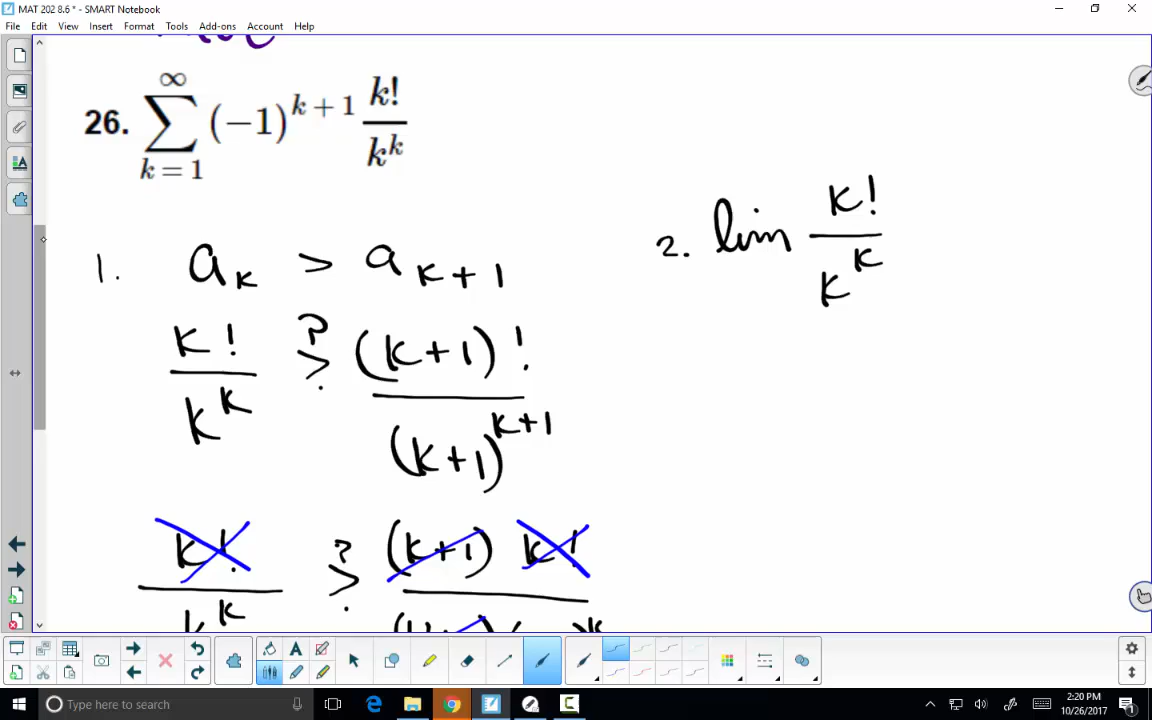 MAT 202 8.6 * - SMART Notebook
File Edit View Insert Format Tools Add-ons Account Help
26. ∑ k = 1 ∞ (−1)^{k + 1} k!/k^k
1. a_k > a_{k+1}
k!/k^k ?> (k+1)!/(k+1)^{k+1}
k!/k^k ?> (k+1) k!
2. lim k!/k^k
Type here to search
2:20 PM
10/26/2017
1